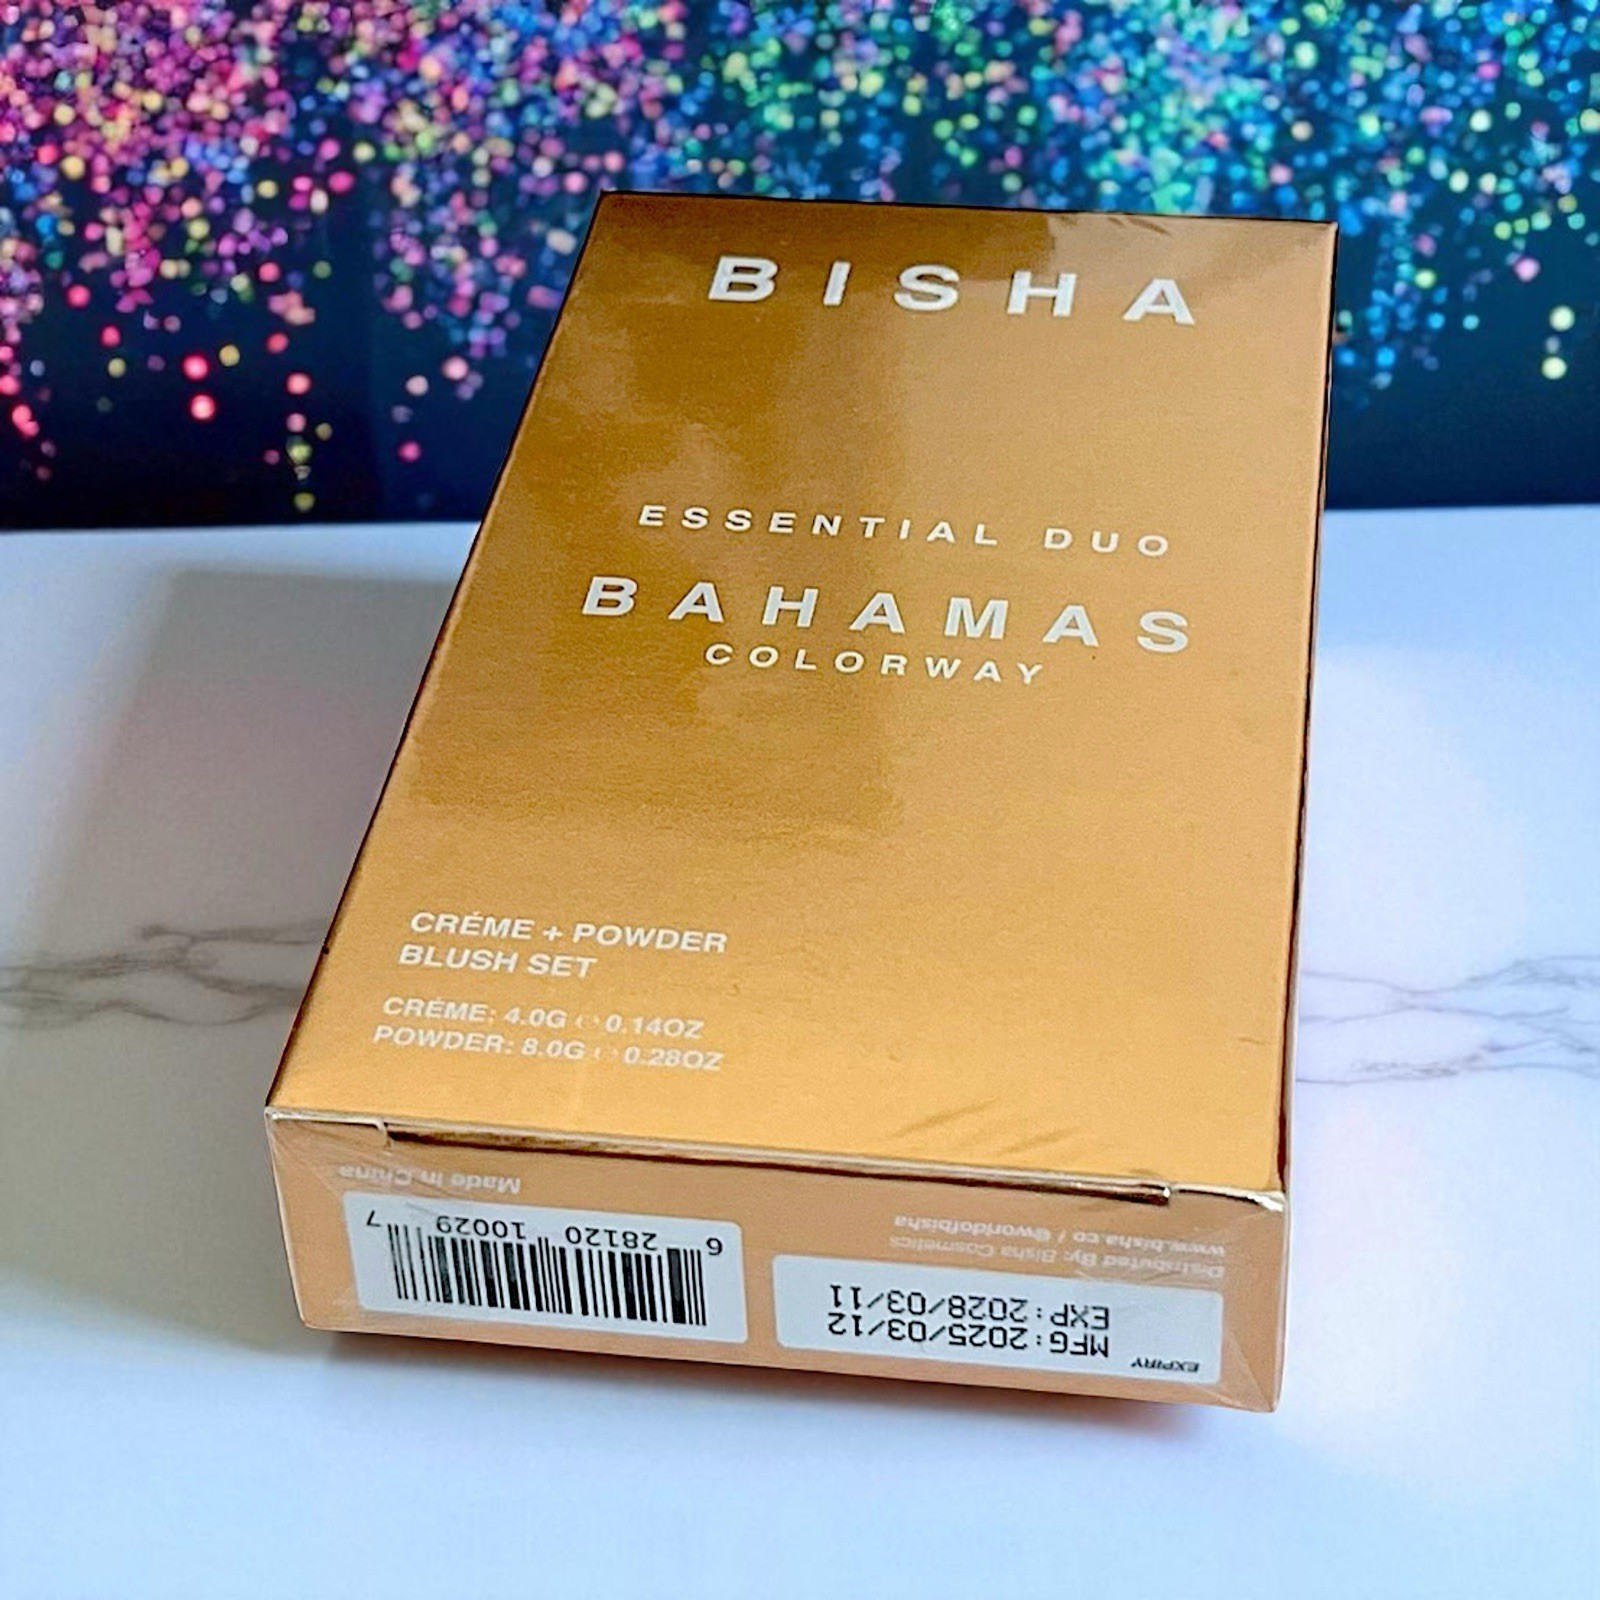 BISHA
ESSENTIAL DUO
BAHAMAS
COLORWAY
CRÉME + POWDER
BLUSH SET
CRÉME: 4.0G ℮ 0.14OZ
POWDER: 8.0G ℮ 0.28OZ
EXPIRY
MFG:2025/03/12
EXP:2028/03/11
Distributed By: Bisha Cosmetics
www.bisha.co / @worldofbisha
6 28120 10029 7
Made in China